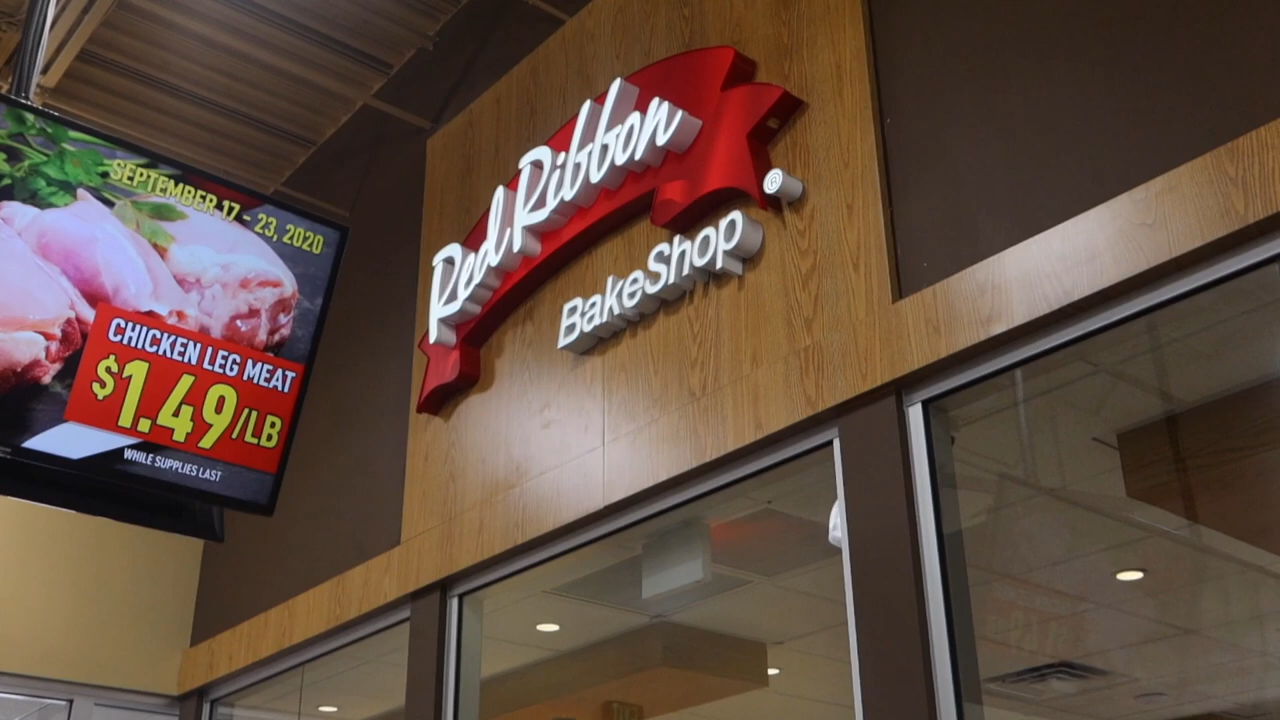 SEPTEMBER 17 - 23, 2020
CHICKEN LEG MEAT
$1.49/LB
WHILE SUPPLIES LAST
Red Ribbon
®
BakeShop